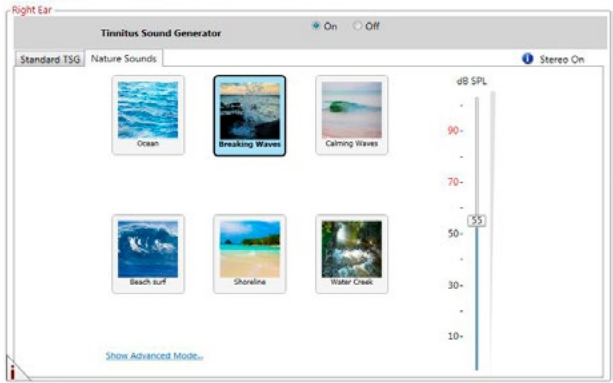 Right Ear
Tinnitus Sound Generator
On
Off
Standard TSG
Nature Sounds
Stereo On
dB SPL
Ocean
Breaking Waves
Calming Waves
90-
70-
55
50-
30-
10-
Beach surf
Shoreline
Water Creek
Show Advanced Mode...
i